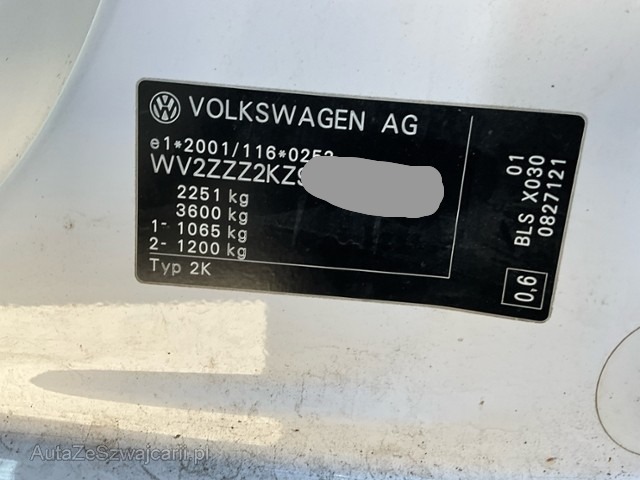 VOLKSWAGEN AG
e1*2001/116*0252
WV2ZZZ2KZ9
2251 kg
3600 kg
1- 1065 kg
2- 1200 kg
Typ 2K
01
BLS X030
0827121
0,6
AutaZeSzwajcarii.pl